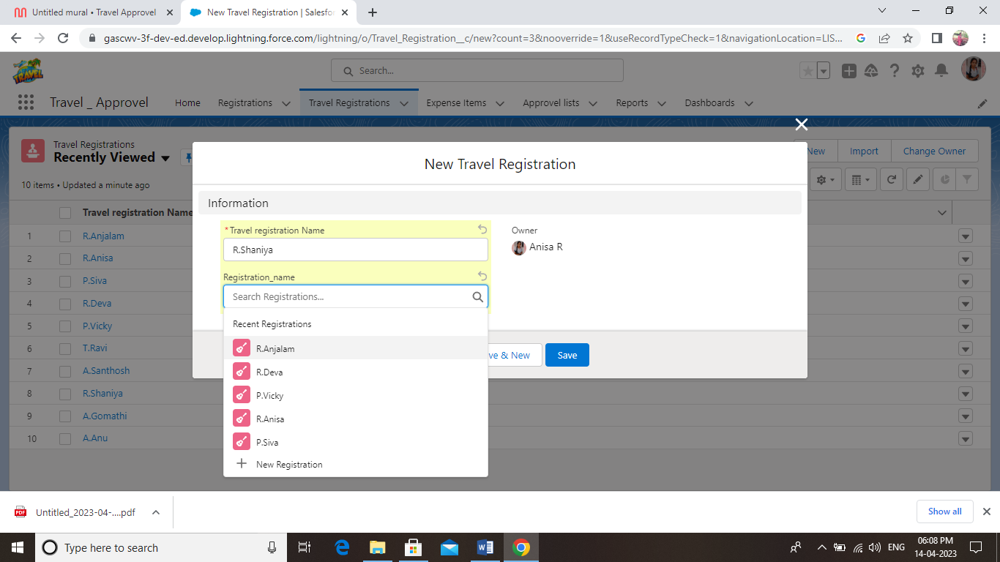 Untitled mural • Travel Approvel
New Travel Registration | Salesfor
gascwv-3f-dev-ed.develop.lightning.force.com/lightning/o/Travel_Registration__c/new?count=3&nooverride=1&useRecordTypeCheck=1&navigationLocation=LIS...
TRAVEL
Search...
Travel _ Approvel
Home
Registrations
Travel Registrations
Expense Items
Approvel lists
Reports
Dashboards
Travel Registrations
Recently Viewed
New
Import
Change Owner
10 items • Updated a minute ago
Travel registration Name
1 R.Anjalam
2 R.Anisa
3 P.Siva
4 R.Deva
5 P.Vicky
6 T.Ravi
7 A.Santhosh
8 R.Shaniya
9 A.Gomathi
10 A.Anu
New Travel Registration
Information
*Travel registration Name
R.Shaniya
Owner
Anisa R
Registration_name
Search Registrations...
Recent Registrations
R.Anjalam
R.Deva
P.Vicky
R.Anisa
P.Siva
New Registration
ve & New
Save
PDF
Untitled_2023-04-....pdf
Show all
Type here to search
ENG
06:08 PM
14-04-2023